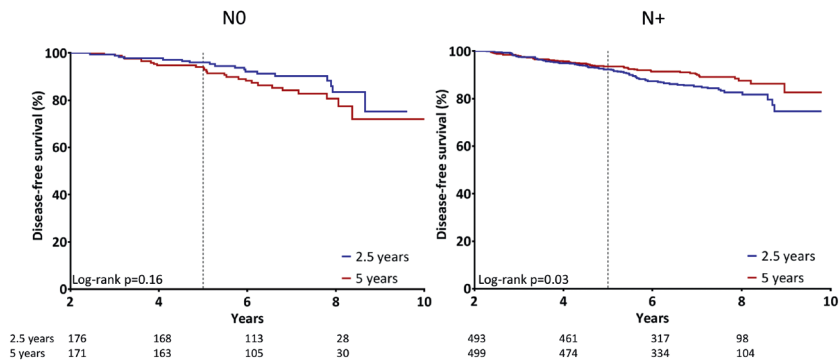 N0
N+
100
80
60
40
20
0
Disease-free survival (%)
2.5 years
5 years
Log-rank p=0.16
2 4 6 8 10
Years
100
80
60
40
20
0
Disease-free survival (%)
2.5 years
5 years
Log-rank p=0.03
2 4 6 8 10
Years
2.5 years 176 168 113 28 493 461 317 98
5 years 171 163 105 30 499 474 334 104